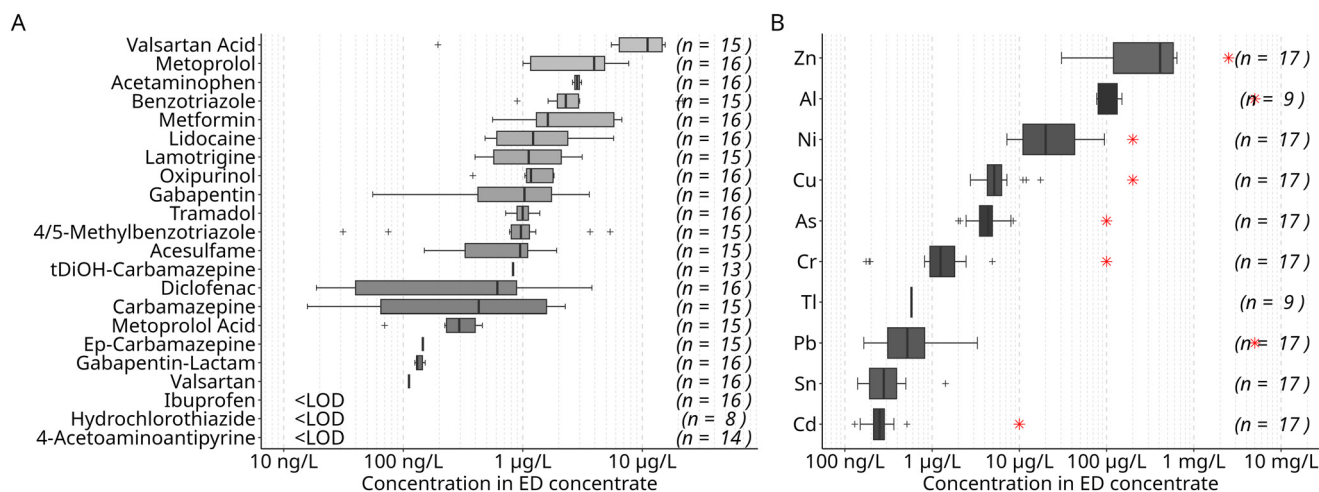 A
Valsartan Acid (n = 15)
Metoprolol (n = 16)
Acetaminophen (n = 16)
Benzotriazole (n = 15)
Metformin (n = 16)
Lidocaine (n = 16)
Lamotrigine (n = 15)
Oxipurinol (n = 16)
Gabapentin (n = 16)
Tramadol (n = 16)
4/5-Methylbenzotriazole (n = 15)
Acesulfame (n = 15)
tDiOH-Carbamazepine (n = 13)
Diclofenac (n = 16)
Carbamazepine (n = 15)
Metoprolol Acid (n = 15)
Ep-Carbamazepine (n = 15)
Gabapentin-Lactam (n = 16)
Valsartan (n = 16)
Ibuprofen <LOD (n = 16)
Hydrochlorothiazide <LOD (n = 8)
4-Acetoaminoantipyrine <LOD (n = 14)
10 ng/L 100 ng/L 1 µg/L 10 µg/L
Concentration in ED concentrate
B
Zn (n = 17)
Al (n = 9)
Ni (n = 17)
Cu (n = 17)
As (n = 17)
Cr (n = 17)
Tl (n = 9)
Pb (n = 17)
Sn (n = 17)
Cd (n = 17)
100 ng/L 1 µg/L 10 µg/L 100 µg/L 1 mg/L 10 mg/L
Concentration in ED concentrate